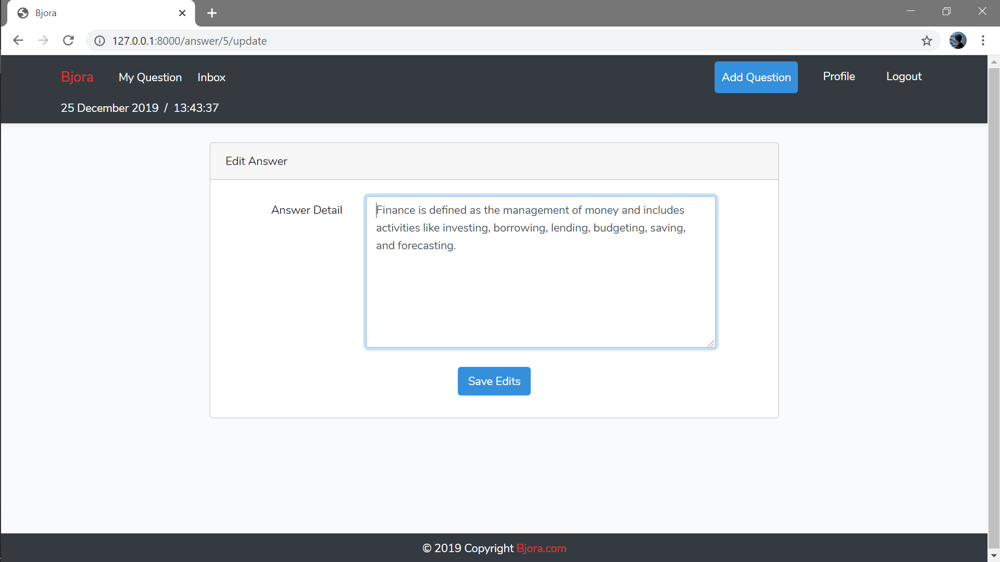 Bjora
127.0.0.1:8000/answer/5/update
Bjora My Question Inbox Add Question Profile Logout
25 December 2019 / 13:43:37
Edit Answer
Answer Detail
Finance is defined as the management of money and includes
activities like investing, borrowing, lending, budgeting, saving,
and forecasting.
Save Edits
© 2019 Copyright Bjora.com